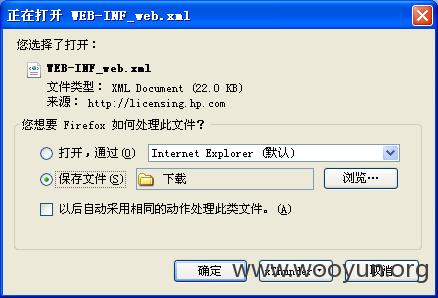 正在打开 WEB-INF_web.xml
您选择了打开：
WEB-INF_web.xml
文件类型： XML Document (22.0 KB)
来源： http://licensing.hp.com
您想要 Firefox 如何处理此文件？
打开，通过(O) Internet Explorer (默认)
保存文件(S) 下载 浏览…
以后自动采用相同的动作处理此类文件。(A)
确定 xThunder 取消
www.wooyun.org